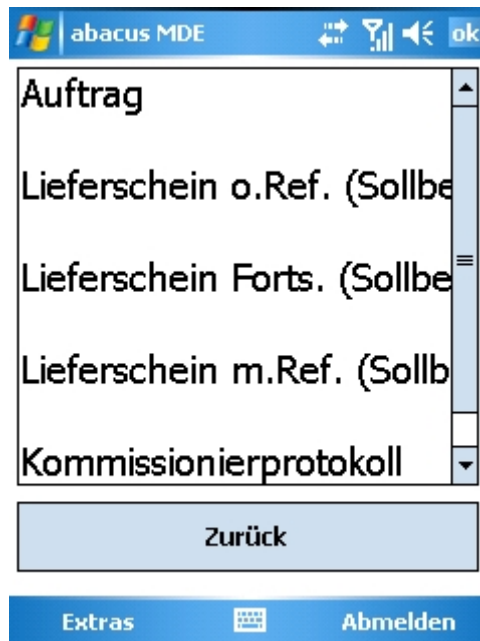 abacus MDE
ok
Auftrag
Lieferschein o.Ref. (Sollbe
Lieferschein Forts. (Sollbe
Lieferschein m.Ref. (Sollb
Kommissionierprotokoll
Zurück
Extras
Abmelden